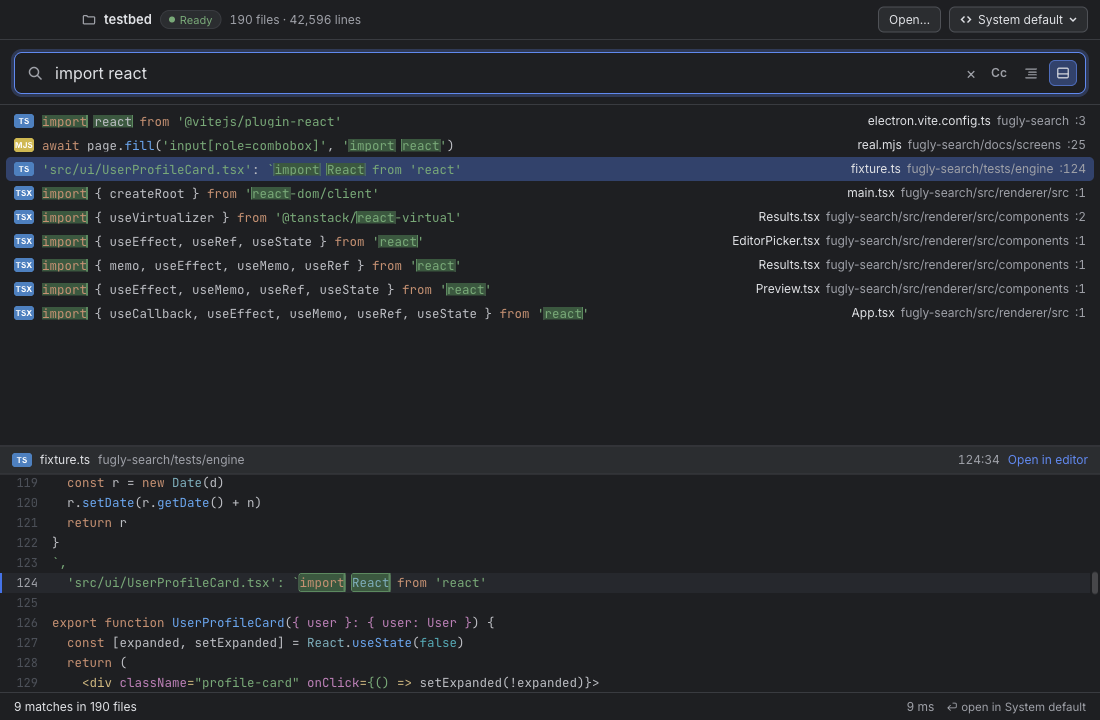 testbed Ready 190 files · 42,596 lines Open... System default
import react × Cc
TS import react from '@vitejs/plugin-react' electron.vite.config.ts fugly-search :3
MJS await page.fill('input[role=combobox]', 'import react') real.mjs fugly-search/docs/screens :25
TS 'src/ui/UserProfileCard.tsx': `import React from 'react' fixture.ts fugly-search/tests/engine :124
TSX import { createRoot } from 'react-dom/client' main.tsx fugly-search/src/renderer/src :1
TSX import { useVirtualizer } from '@tanstack/react-virtual' Results.tsx fugly-search/src/renderer/src/components :2
TSX import { useEffect, useRef, useState } from 'react' EditorPicker.tsx fugly-search/src/renderer/src/components :1
TSX import { memo, useEffect, useMemo, useRef } from 'react' Results.tsx fugly-search/src/renderer/src/components :1
TSX import { useEffect, useMemo, useRef, useState } from 'react' Preview.tsx fugly-search/src/renderer/src/components :1
TSX import { useCallback, useEffect, useMemo, useRef, useState } from 'react' App.tsx fugly-search/src/renderer/src :1
TS fixture.ts fugly-search/tests/engine 124:34 Open in editor
119 const r = new Date(d)
120 r.setDate(r.getDate() + n)
121 return r
122 }
123 `,
124 'src/ui/UserProfileCard.tsx': `import React from 'react'
125
126 export function UserProfileCard({ user }: { user: User }) {
127 const [expanded, setExpanded] = React.useState(false)
128 return (
129 <div className="profile-card" onClick={() => setExpanded(!expanded)}>
9 matches in 190 files 9 ms ⏎ open in System default